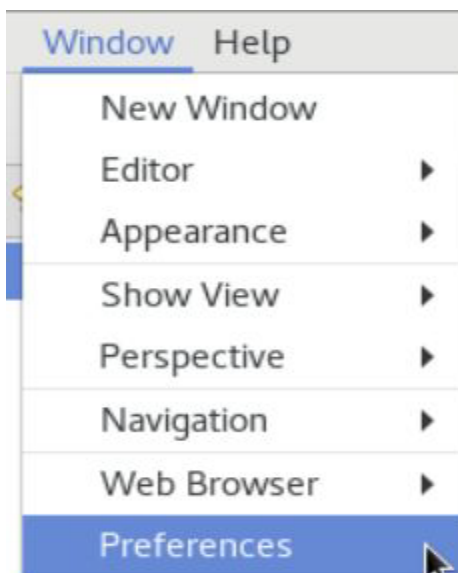 Window Help
New Window
Editor
Appearance
Show View
Perspective
Navigation
Web Browser
Preferences